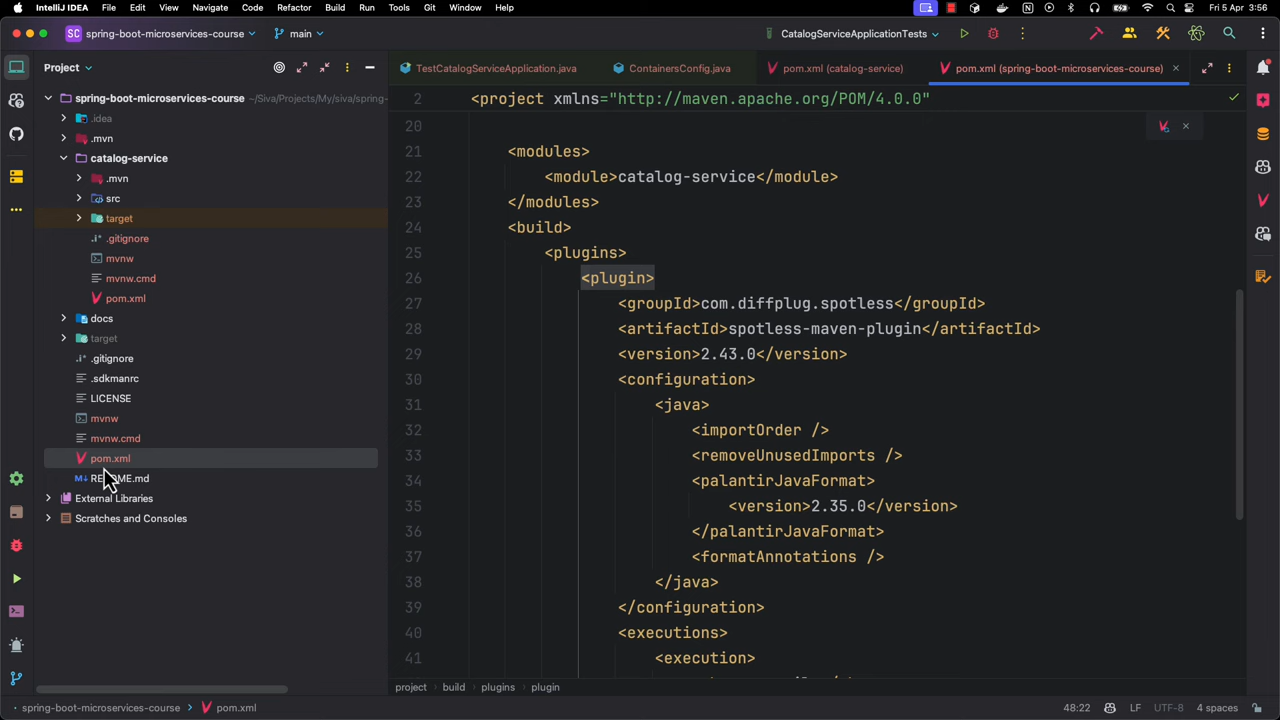 IntelliJ IDEA File Edit View Navigate Code Refactor Build Run Tools Git Window Help Fri 5 Apr 3:56
SC spring-boot-microservices-course main CatalogServiceApplicationTests
Project
TestCatalogServiceApplication.java ContainersConfig.java pom.xml (catalog-service) pom.xml (spring-boot-microservices-course)
spring-boot-microservices-course ~/Siva/Projects/My/siva/spring-
.idea
.mvn
catalog-service
.mvn
src
target
.gitignore
mvnw
mvnw.cmd
pom.xml
docs
target
.gitignore
.sdkmanrc
LICENSE
mvnw
mvnw.cmd
pom.xml
README.md
External Libraries
Scratches and Consoles
2 <project xmlns="http://maven.apache.org/POM/4.0.0"
20
21 <modules>
22 <module>catalog-service</module>
23 </modules>
24 <build>
25 <plugins>
26 <plugin>
27 <groupId>com.diffplug.spotless</groupId>
28 <artifactId>spotless-maven-plugin</artifactId>
29 <version>2.43.0</version>
30 <configuration>
31 <java>
32 <importOrder />
33 <removeUnusedImports />
34 <palantirJavaFormat>
35 <version>2.35.0</version>
36 </palantirJavaFormat>
37 <formatAnnotations />
38 </java>
39 </configuration>
40 <executions>
41 <execution>
project build plugins plugin
spring-boot-microservices-course pom.xml 48:22 LF UTF-8 4 spaces